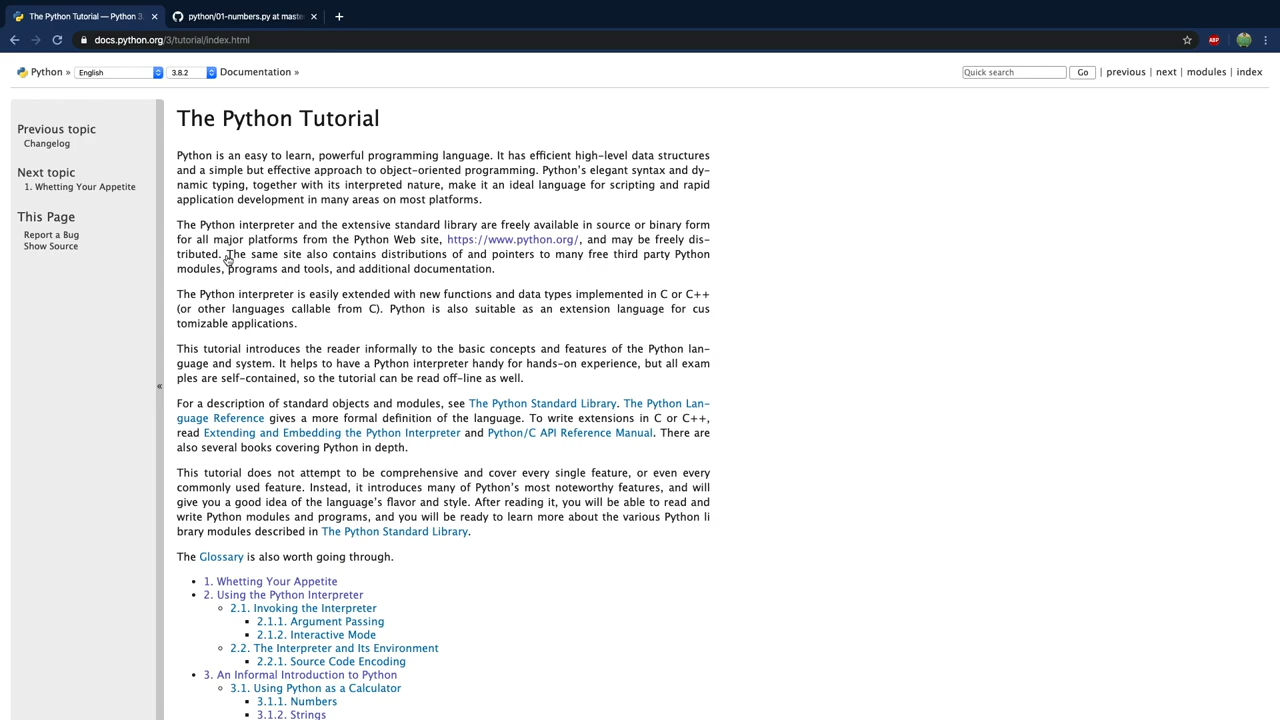 The Python Tutorial — Python 3.
python/01-numbers.py at maste
docs.python.org/3/tutorial/index.html
ABP
Python » English 3.8.2 Documentation » Quick search Go | previous | next | modules | index
Previous topic
Changelog
Next topic
1. Whetting Your Appetite
This Page
Report a Bug
Show Source
«
The Python Tutorial
Python is an easy to learn, powerful programming language. It has efficient high-level data structures
and a simple but effective approach to object-oriented programming. Python's elegant syntax and dy-
namic typing, together with its interpreted nature, make it an ideal language for scripting and rapid
application development in many areas on most platforms.
The Python interpreter and the extensive standard library are freely available in source or binary form
for all major platforms from the Python Web site, https://www.python.org/, and may be freely dis-
tributed. The same site also contains distributions of and pointers to many free third party Python
modules, programs and tools, and additional documentation.
The Python interpreter is easily extended with new functions and data types implemented in C or C++
(or other languages callable from C). Python is also suitable as an extension language for cus
tomizable applications.
This tutorial introduces the reader informally to the basic concepts and features of the Python lan-
guage and system. It helps to have a Python interpreter handy for hands-on experience, but all exam
ples are self-contained, so the tutorial can be read off-line as well.
For a description of standard objects and modules, see The Python Standard Library. The Python Lan-
guage Reference gives a more formal definition of the language. To write extensions in C or C++,
read Extending and Embedding the Python Interpreter and Python/C API Reference Manual. There are
also several books covering Python in depth.
This tutorial does not attempt to be comprehensive and cover every single feature, or even every
commonly used feature. Instead, it introduces many of Python's most noteworthy features, and will
give you a good idea of the language's flavor and style. After reading it, you will be able to read and
write Python modules and programs, and you will be ready to learn more about the various Python li
brary modules described in The Python Standard Library.
The Glossary is also worth going through.
• 1. Whetting Your Appetite
• 2. Using the Python Interpreter
◦ 2.1. Invoking the Interpreter
▪ 2.1.1. Argument Passing
▪ 2.1.2. Interactive Mode
◦ 2.2. The Interpreter and Its Environment
▪ 2.2.1. Source Code Encoding
• 3. An Informal Introduction to Python
◦ 3.1. Using Python as a Calculator
▪ 3.1.1. Numbers
▪ 3.1.2. Strings